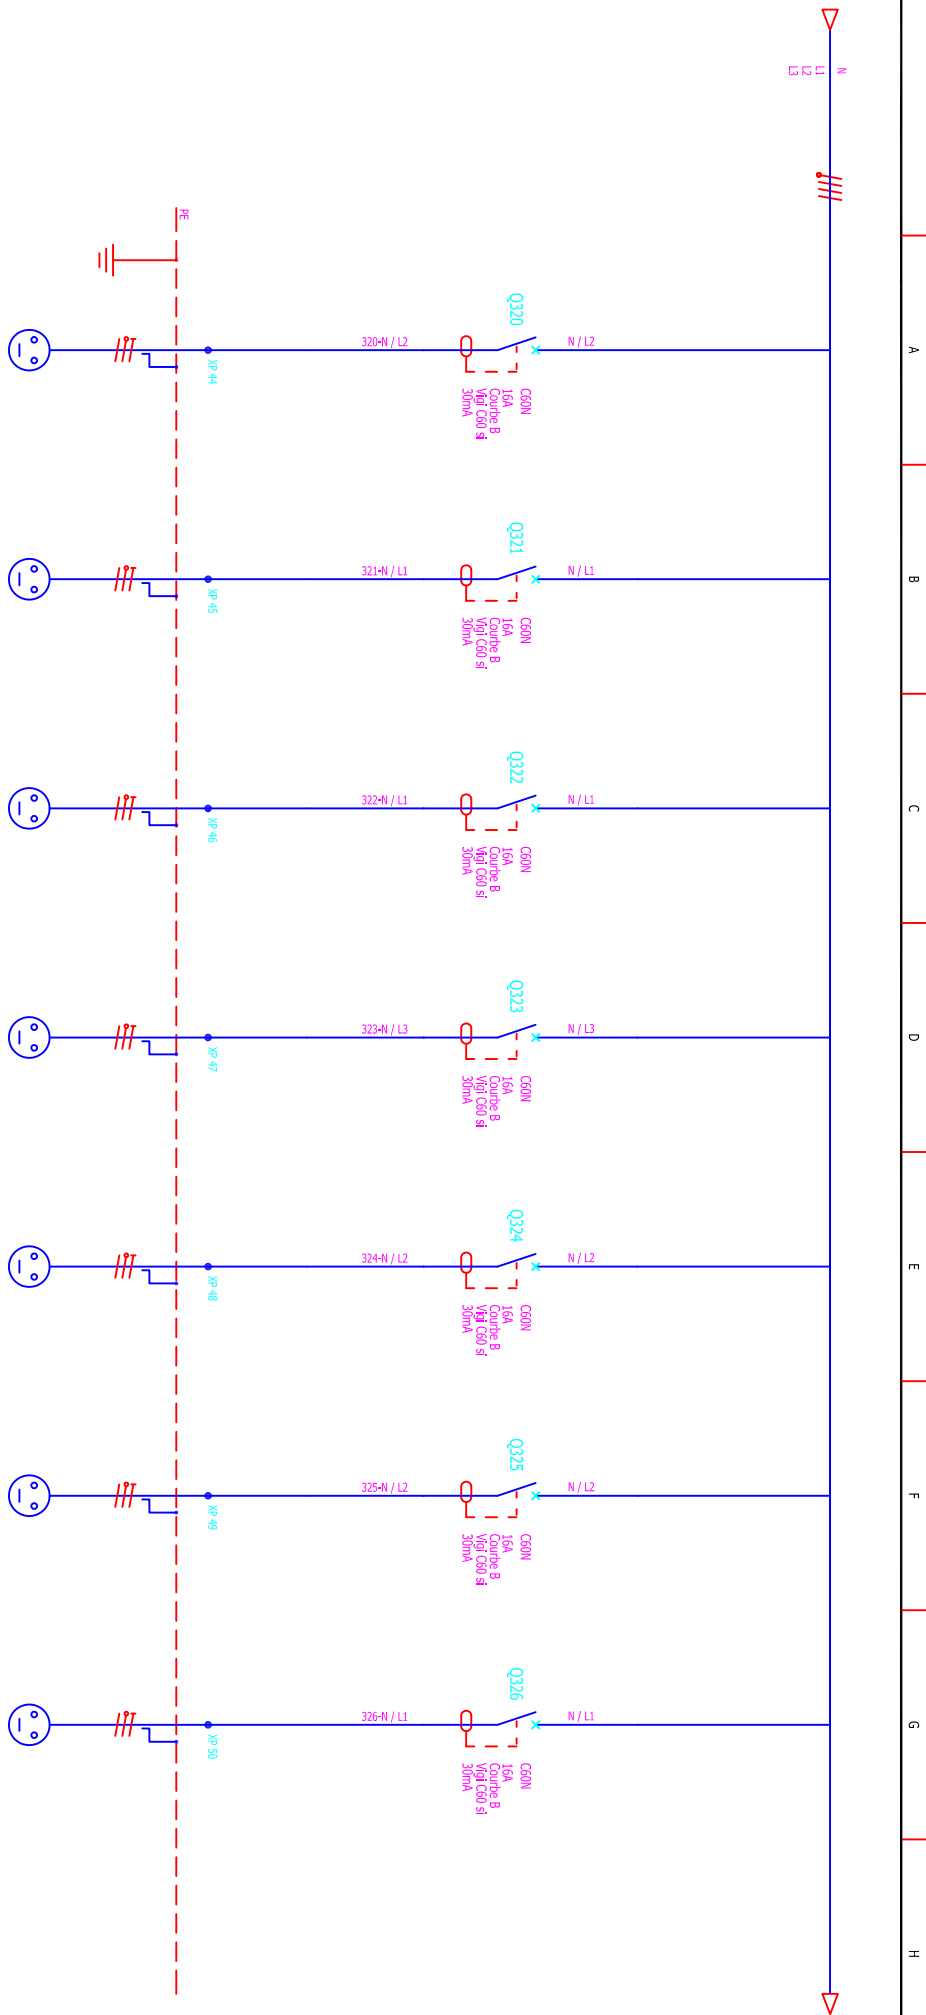 N
L1
L2
L3
PE
A
B
C
D
E
F
G
H
Q320
N / L2
C60N
16A
Courbe B
Vigi C60 si
30mA
320-N / L2
XP 44
Q321
N / L1
C60N
16A
Courbe B
Vigi C60 si
30mA
321-N / L1
XP 45
Q322
N / L1
C60N
16A
Courbe B
Vigi C60 si
30mA
322-N / L1
XP 46
Q323
N / L3
C60N
16A
Courbe B
Vigi C60 si
30mA
323-N / L3
XP 47
Q324
N / L2
C60N
16A
Courbe B
Vigi C60 si
30mA
324-N / L2
XP 48
Q325
N / L2
C60N
16A
Courbe B
Vigi C60 si
30mA
325-N / L2
XP 49
Q326
N / L1
C60N
16A
Courbe B
Vigi C60 si
30mA
326-N / L1
XP 50